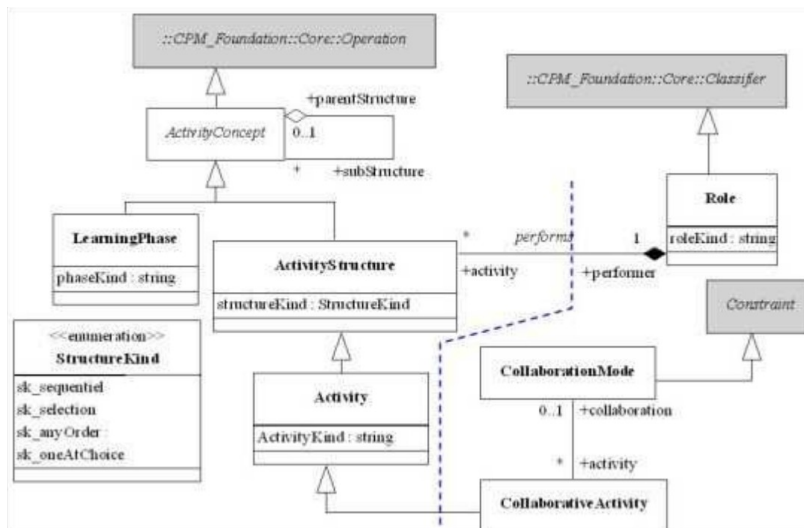 ::CPM_Foundation::Core::Operation
::CPM_Foundation::Core::Classifier
+parentStructure
ActivityConcept
0..1
*
+subStructure
Role
roleKind : string
LearningPhase
phaseKind : string
ActivityStructure
structureKind : StructureKind
*
performs
1
+activity
+performer
Constraint
<<enumeration>>
StructureKind
sk_sequentiel
sk_selection
sk_anyOrder
sk_oneAtChoice
Activity
ActivityKind : string
CollaborationMode
0..1
+collaboration
*
+activity
CollaborativeActivity